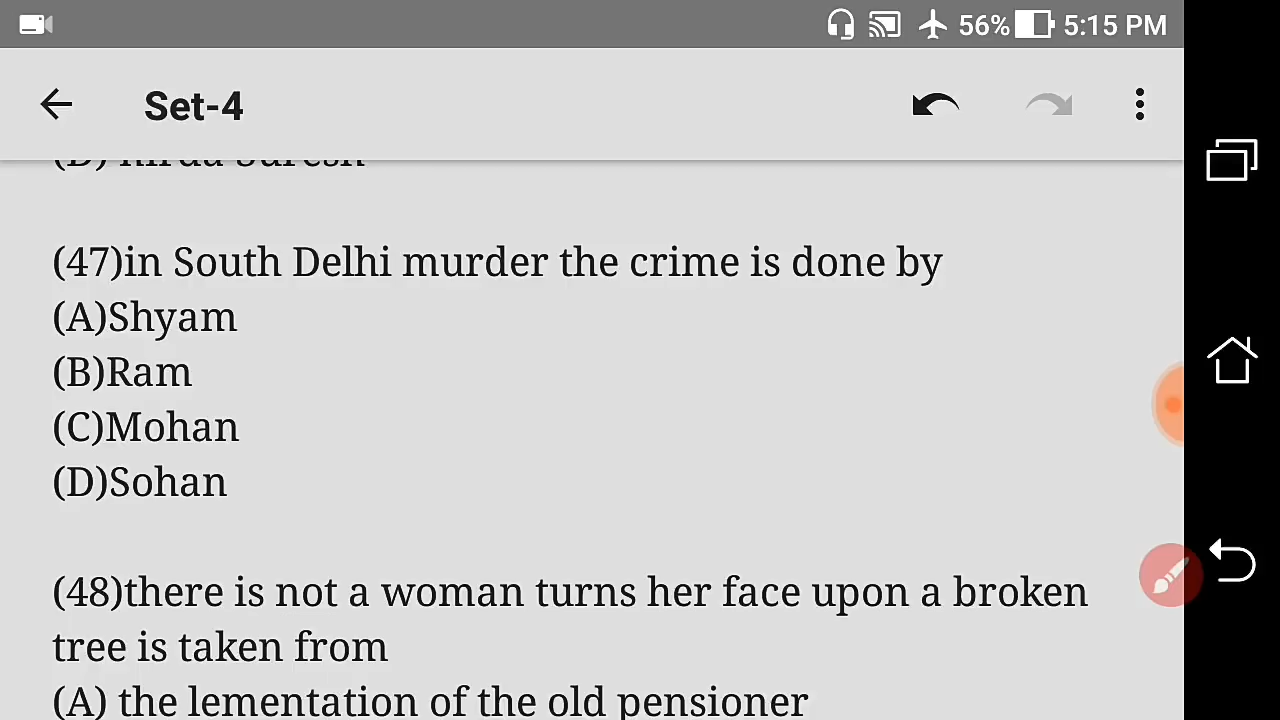 56% 5:15 PM
Set-4
(47)in South Delhi murder the crime is done by
(A)Shyam
(B)Ram
(C)Mohan
(D)Sohan
(48)there is not a woman turns her face upon a broken
tree is taken from
(A) the lementation of the old pensioner